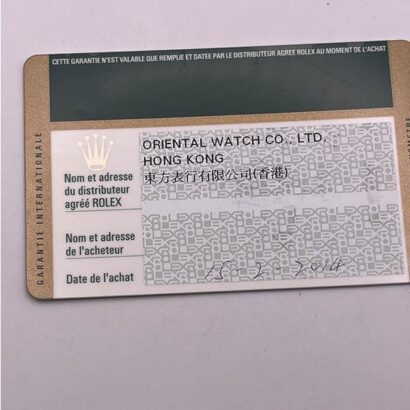 CETTE GARANTIE N'EST VALABLE QUE REMPLIE ET DATEE PAR LE DISTRIBUTEUR AGREE ROLEX AU MOMENT DE L'ACHAT
GARANTIE INTERNATIONALE
ORIENTAL WATCH CO., LTD.
HONG KONG
東方表行有限公司(香港)
Nom et adresse
du distributeur
agréé ROLEX
Nom et adresse
de l'acheteur
Date de l'achat
15-2-2014